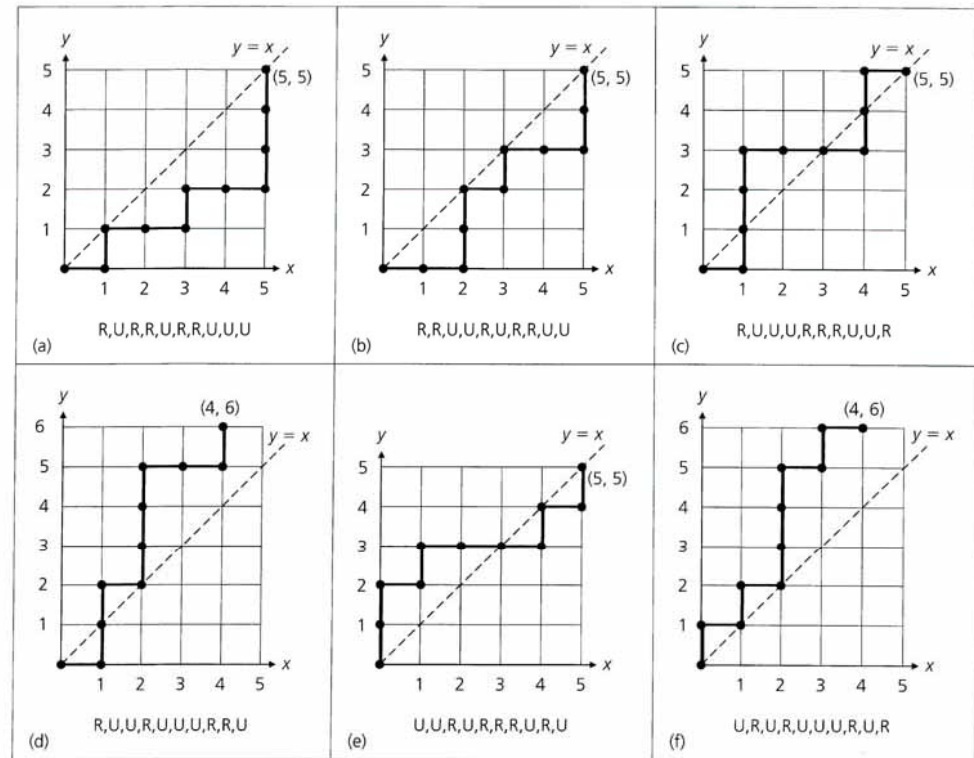 y
y = x
5
(5, 5)
4
3
2
1
x
1 2 3 4 5
R,U,R,R,U,R,R,U,U,U
(a)
y
y = x
5
(5, 5)
4
3
2
1
x
1 2 3 4 5
R,R,U,U,R,U,R,R,U,U
(b)
y
y = x
5
(5, 5)
4
3
2
1
x
1 2 3 4 5
R,U,U,U,R,R,R,U,U,R
(c)
y
(4, 6)
6
y = x
5
4
3
2
1
x
1 2 3 4 5
R,U,U,R,U,U,U,R,R,U
(d)
y
y = x
5
(5, 5)
4
3
2
1
x
1 2 3 4 5
U,U,R,U,R,R,R,U,R,U
(e)
y
(4, 6)
6
y = x
5
4
3
2
1
x
1 2 3 4 5
U,R,U,R,U,U,U,R,U,R
(f)